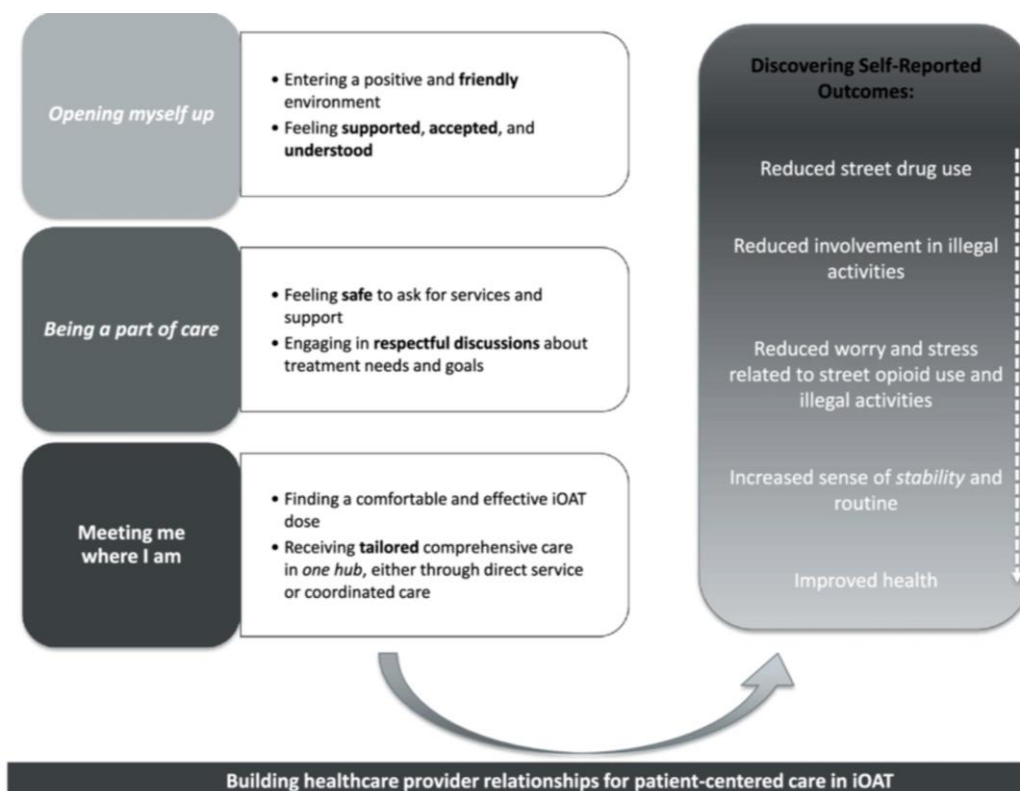 Opening myself up
• Entering a positive and friendly
environment
• Feeling supported, accepted, and
understood
Being a part of care
• Feeling safe to ask for services and
support
• Engaging in respectful discussions about
treatment needs and goals
Meeting me
where I am
• Finding a comfortable and effective iOAT
dose
• Receiving tailored comprehensive care
in one hub, either through direct service
or coordinated care
Discovering Self-Reported
Outcomes:
Reduced street drug use
Reduced involvement in illegal
activities
Reduced worry and stress
related to street opioid use and
illegal activities
Increased sense of stability and
routine
Improved health
Building healthcare provider relationships for patient-centered care in iOAT